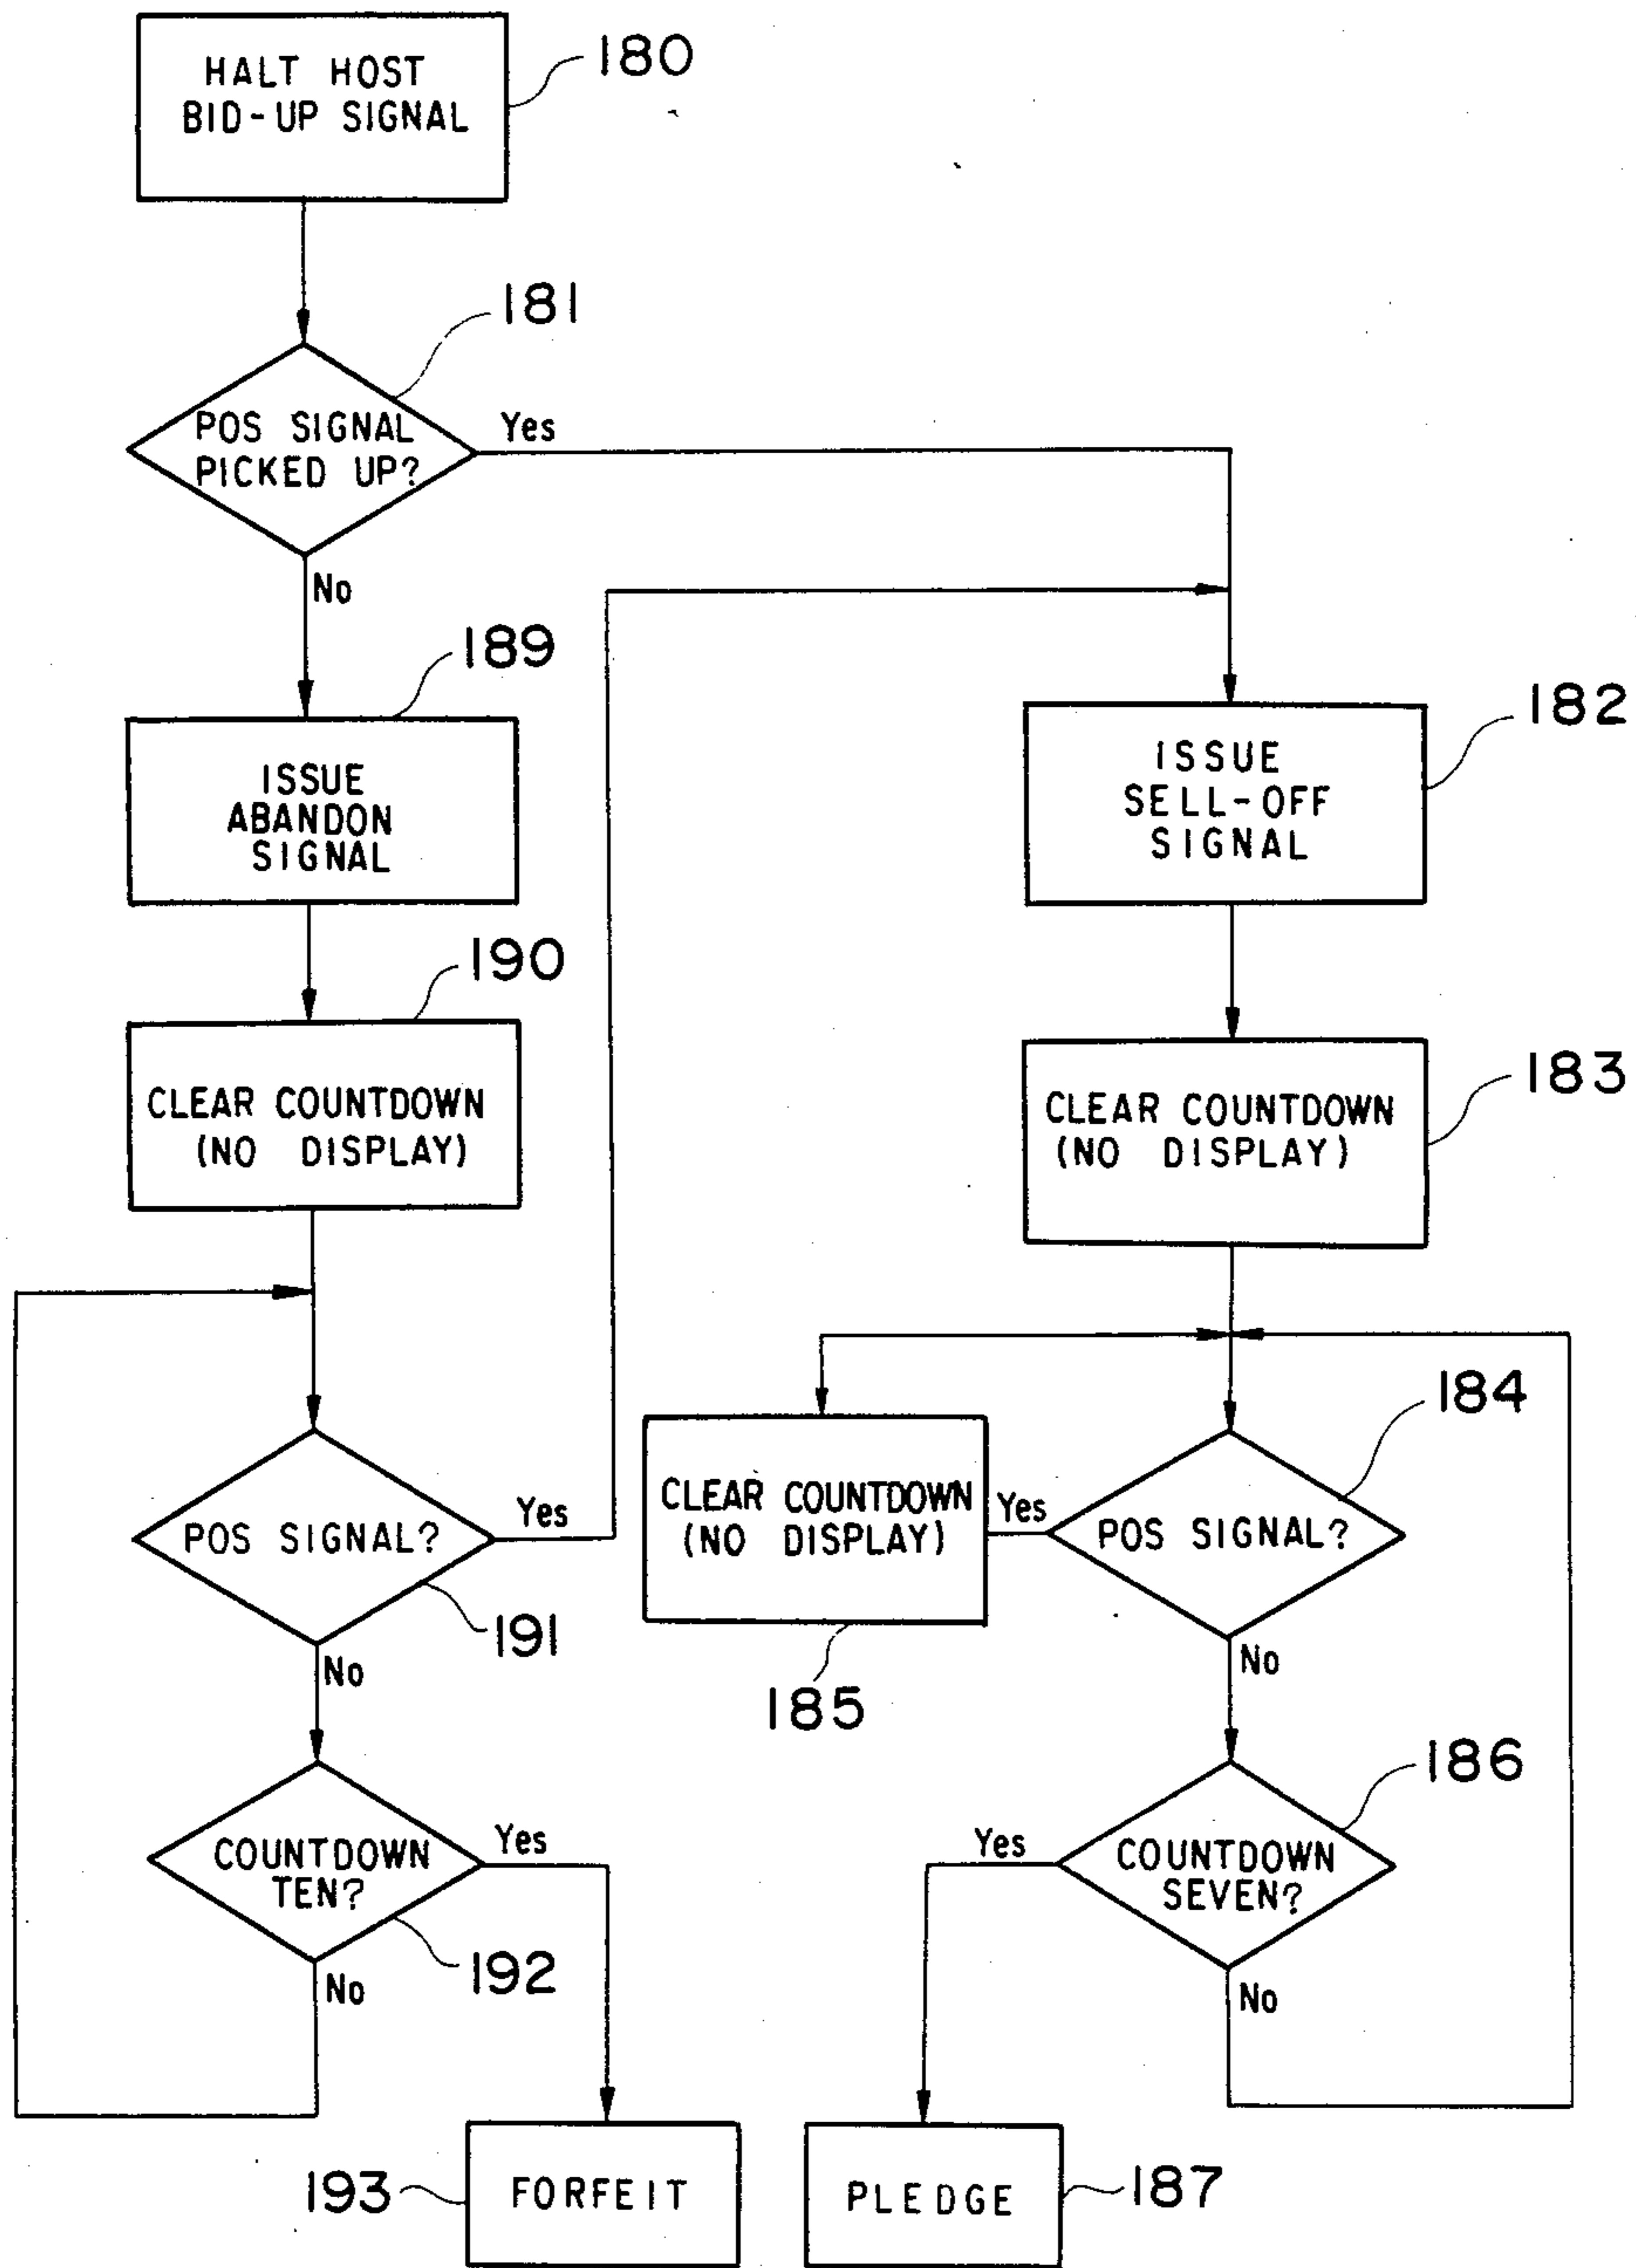 HALT HOST
BID-UP SIGNAL
180
181
POS SIGNAL
PICKED UP?
Yes
No
189
ISSUE
ABANDON
SIGNAL
182
ISSUE
SELL-OFF
SIGNAL
190
CLEAR COUNTDOWN
(NO DISPLAY)
183
CLEAR COUNTDOWN
(NO DISPLAY)
184
POS SIGNAL?
Yes
No
191
CLEAR COUNTDOWN
(NO DISPLAY)
185
Yes
POS SIGNAL?
No
186
COUNTDOWN
TEN?
Yes
No
192
Yes
COUNTDOWN
SEVEN?
No
193
FORFEIT
PLEDGE
187